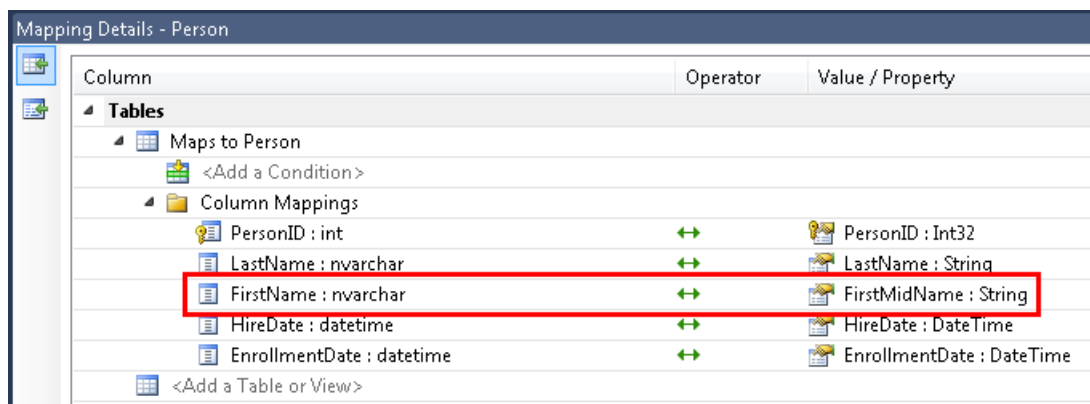 Mapping Details - Person
Column Operator Value / Property
Tables
Maps to Person
<Add a Condition>
Column Mappings
PersonID : int PersonID : Int32
LastName : nvarchar LastName : String
FirstName : nvarchar FirstMidName : String
HireDate : datetime HireDate : DateTime
EnrollmentDate : datetime EnrollmentDate : DateTime
<Add a Table or View>